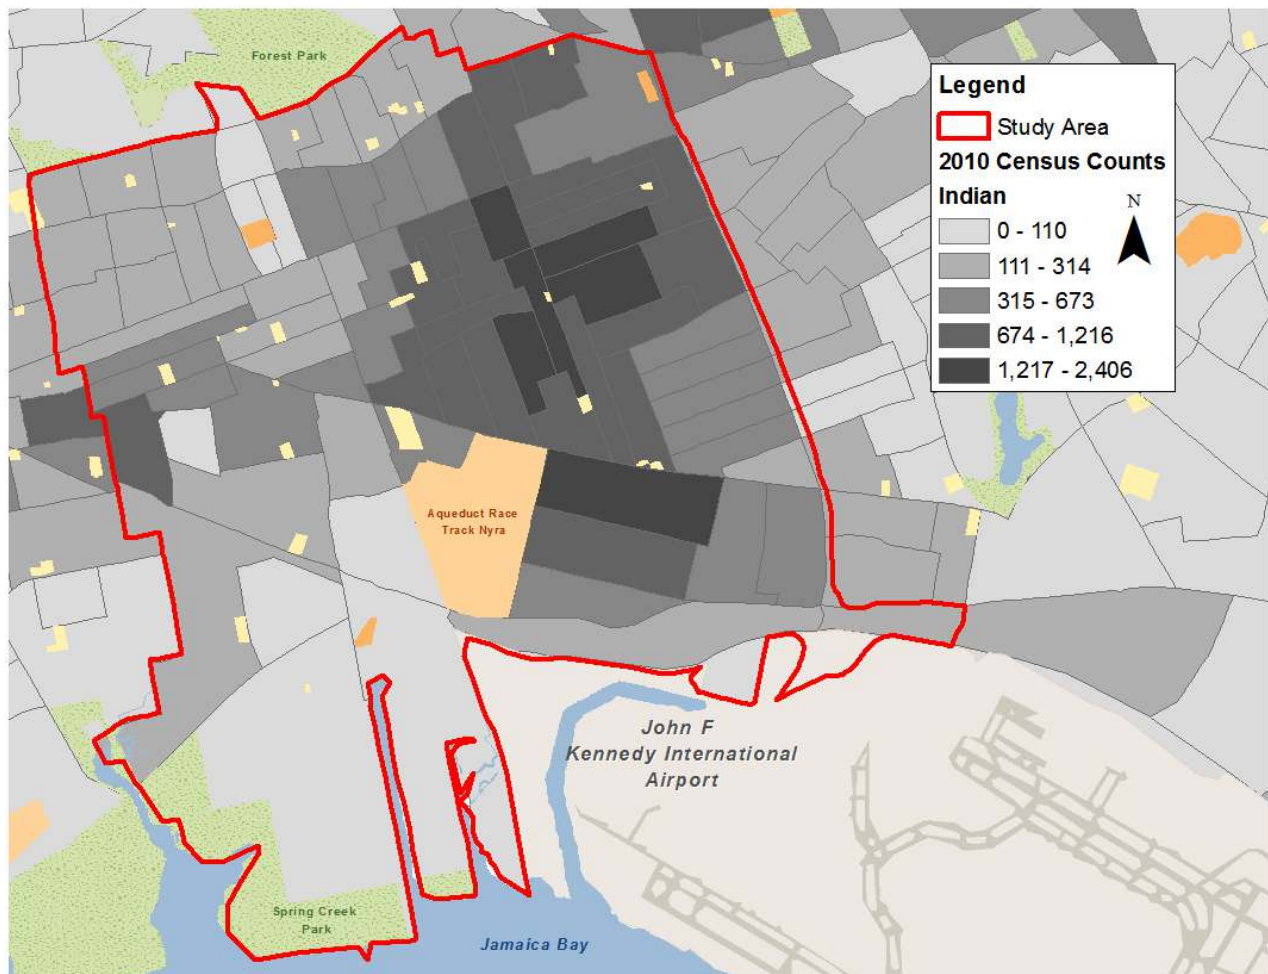 Forest Park
Legend
Study Area
2010 Census Counts
Indian
N
0 - 110
111 - 314
315 - 673
674 - 1,216
1,217 - 2,406
Aqueduct Race
Track Nyra
John F
Kennedy International
Airport
Spring Creek
Park
Jamaica Bay